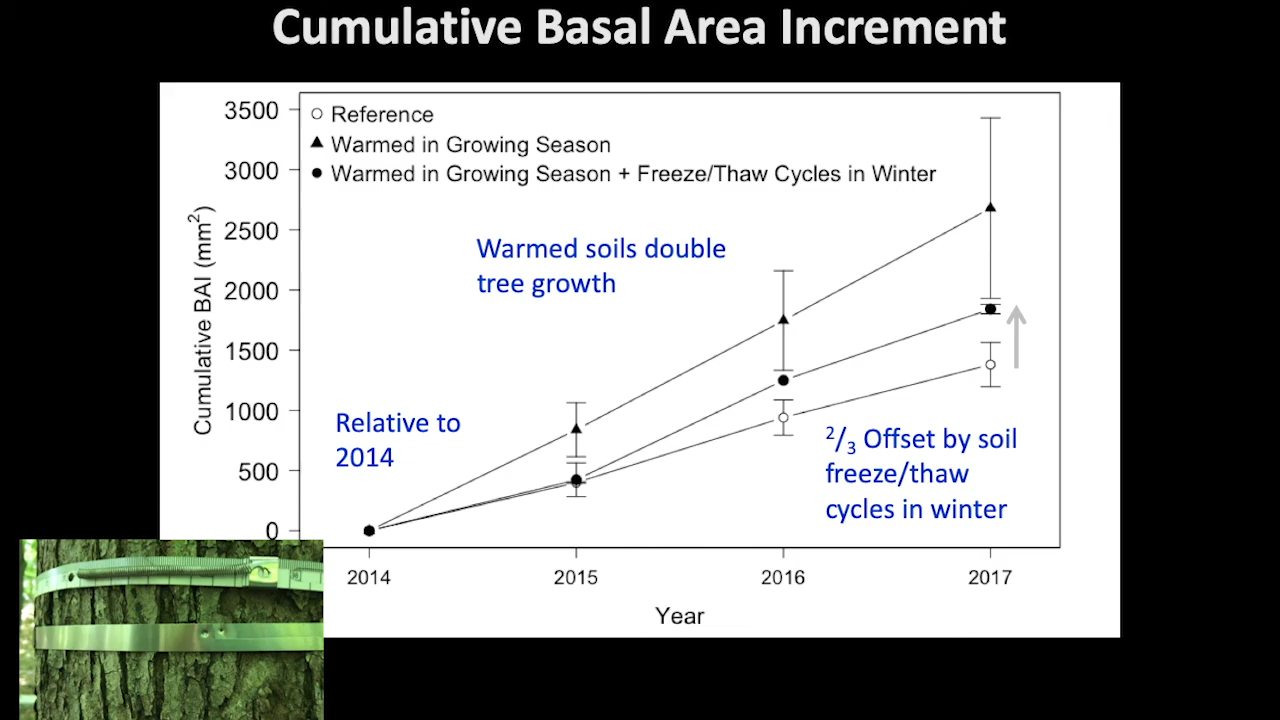 Cumulative Basal Area Increment
Reference
Warmed in Growing Season
Warmed in Growing Season + Freeze/Thaw Cycles in Winter
Cumulative BAI (mm²)
3500
3000
2500
2000
1500
1000
500
0
Warmed soils double
tree growth
Relative to
2014
²/₃ Offset by soil
freeze/thaw
cycles in winter
2014
2015
2016
2017
Year